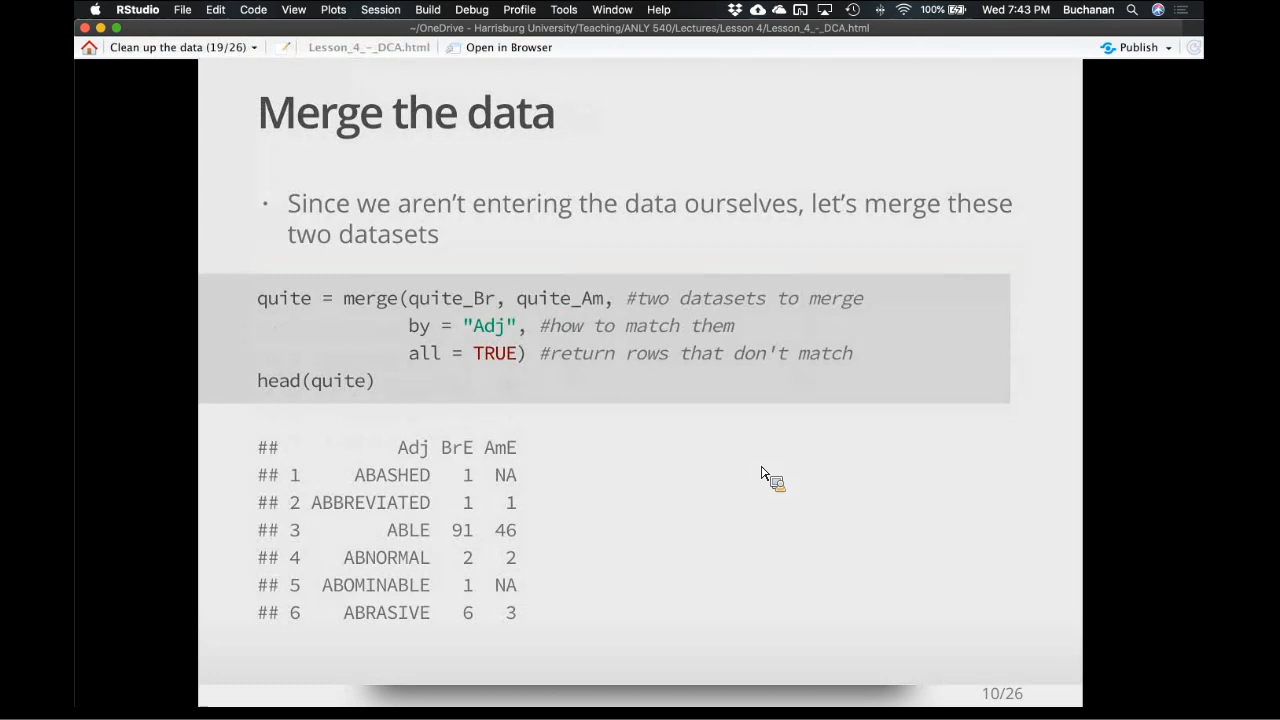 RStudio File Edit Code View Plots Session Build Debug Profile Tools Window Help 100% Wed 7:43 PM Buchanan
~/OneDrive - Harrisburg University/Teaching/ANLY 540/Lectures/Lesson 4/Lesson_4_-_DCA.html
Clean up the data (19/26) Lesson_4_-_DCA.html Open in Browser Publish
Merge the data
· Since we aren't entering the data ourselves, let's merge these
two datasets
quite = merge(quite_Br, quite_Am, #two datasets to merge
by = "Adj", #how to match them
all = TRUE) #return rows that don't match
head(quite)
## Adj BrE AmE
## 1 ABASHED 1 NA
## 2 ABBREVIATED 1 1
## 3 ABLE 91 46
## 4 ABNORMAL 2 2
## 5 ABOMINABLE 1 NA
## 6 ABRASIVE 6 3
10/26